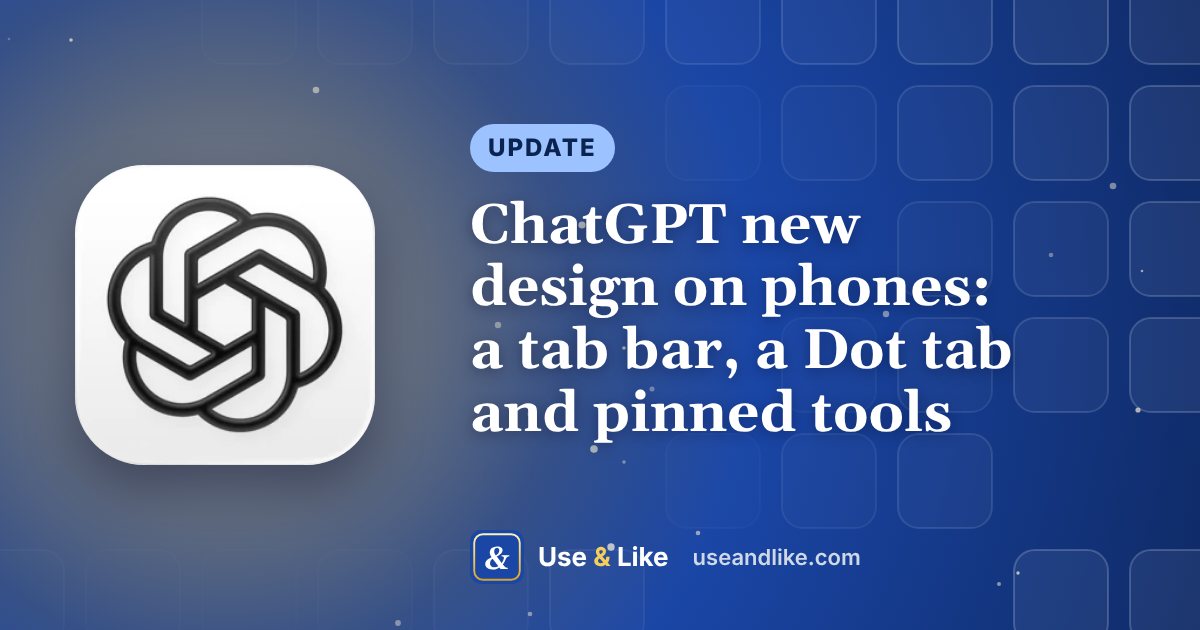 UPDATE
ChatGPT new
design on phones:
a tab bar, a Dot tab
and pinned tools
& Use & Like useandlike.com